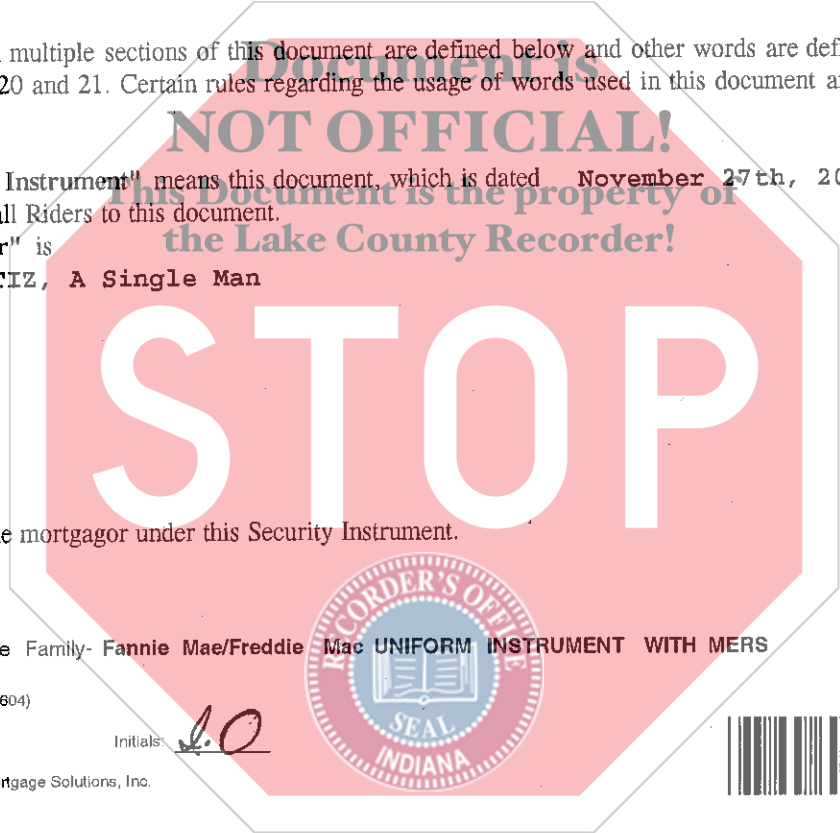 multiple sections of this document are defined below and other words are
Document is
20 and 21. Certain rules regarding the usage of words used in this document
NOT OFFICIAL!
Instrument" means this document, which is dated November 27th, 20
This Document is the property of
all Riders to this document.
r" is
the Lake County Recorder!
TIZ, A Single Man
STOP
e mortgagor under this Security Instrument.
RECORDER'S OFFICE
SEAL
INDIANA
e Family- Fannie Mae/Freddie Mac UNIFORM INSTRUMENT WITH MERS
604)
Initials: I.O
rtgage Solutions, Inc.